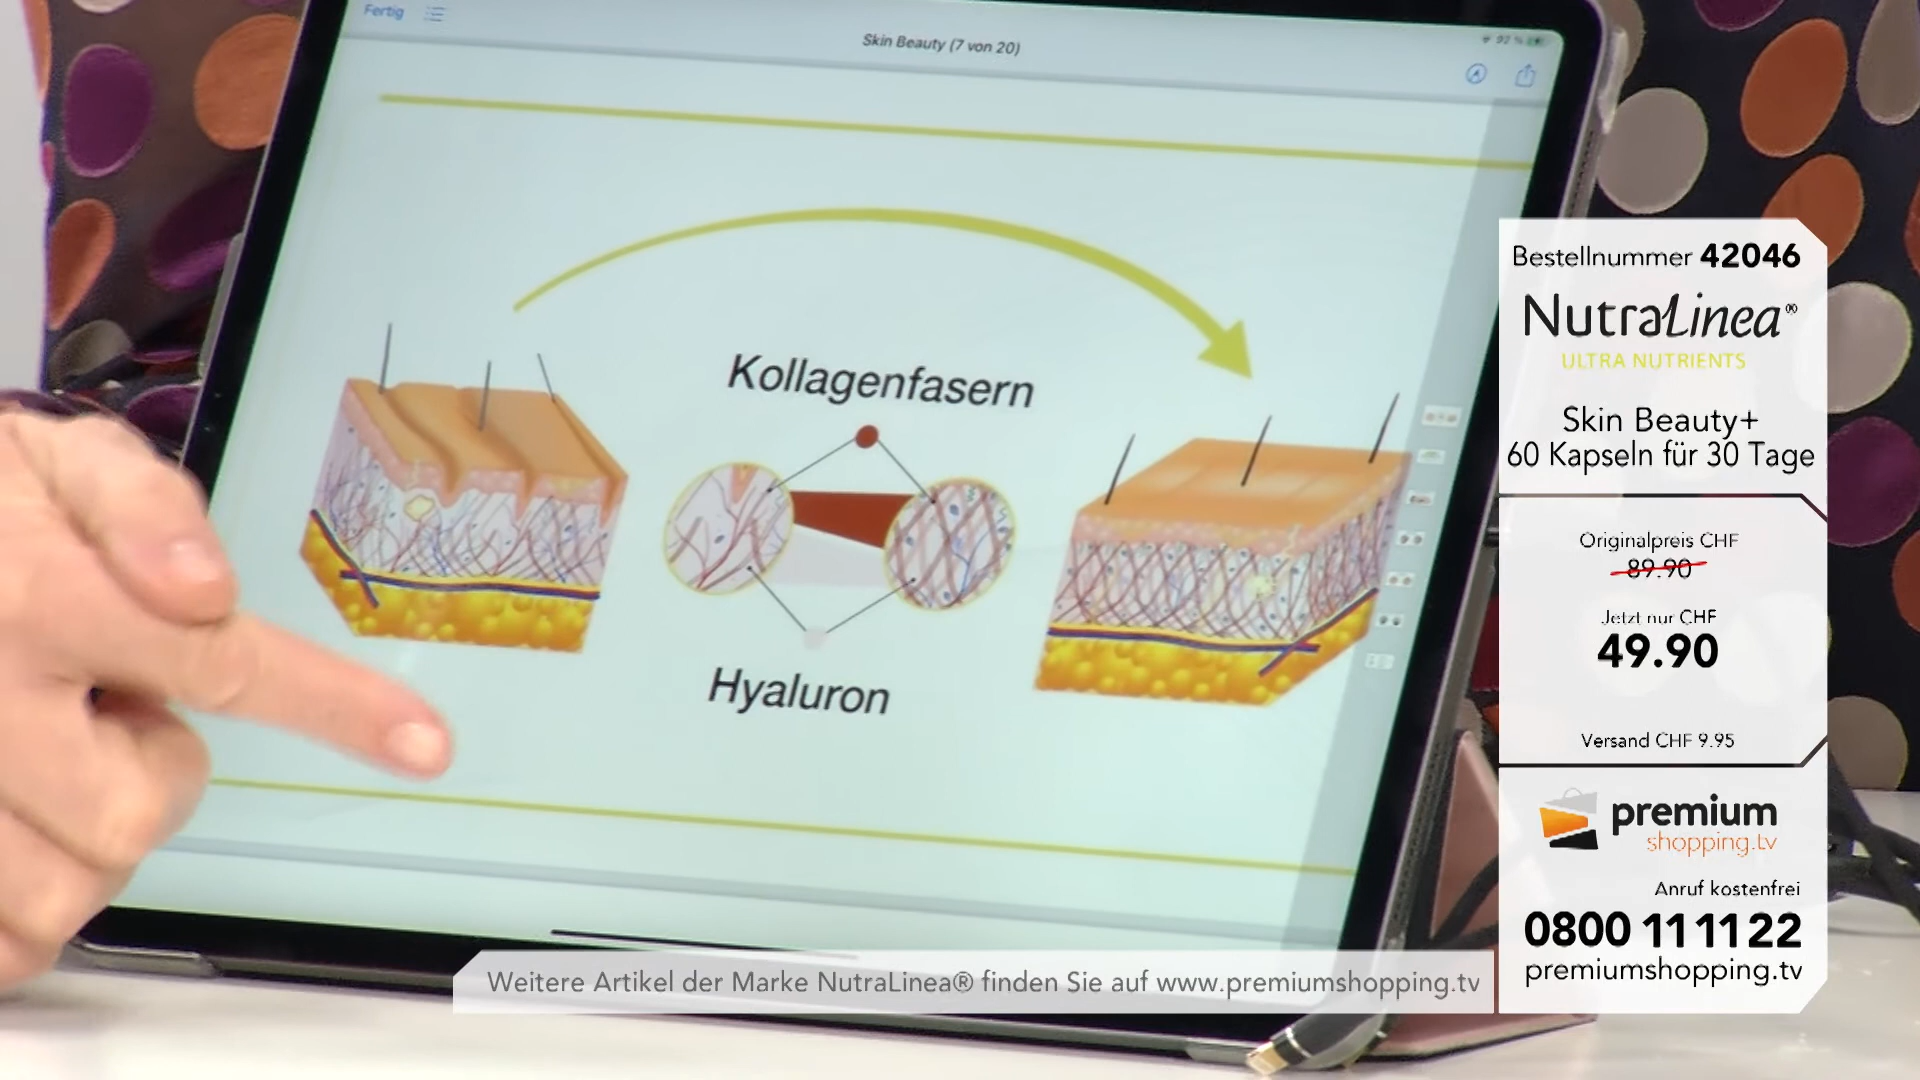 Fertig
Skin Beauty (7 von 20)
92 %
Kollagenfasern
Hyaluron
Bestellnummer 42046
NutraLinea®
ULTRA NUTRIENTS
Skin Beauty+
60 Kapseln für 30 Tage
Originalpreis CHF
89.90
Jetzt nur CHF
49.90
Versand CHF 9.95
premium
shopping.tv
Anruf kostenfrei
0800 11 11 22
premiumshopping.tv
Weitere Artikel der Marke NutraLinea® finden Sie auf www.premiumshopping.tv